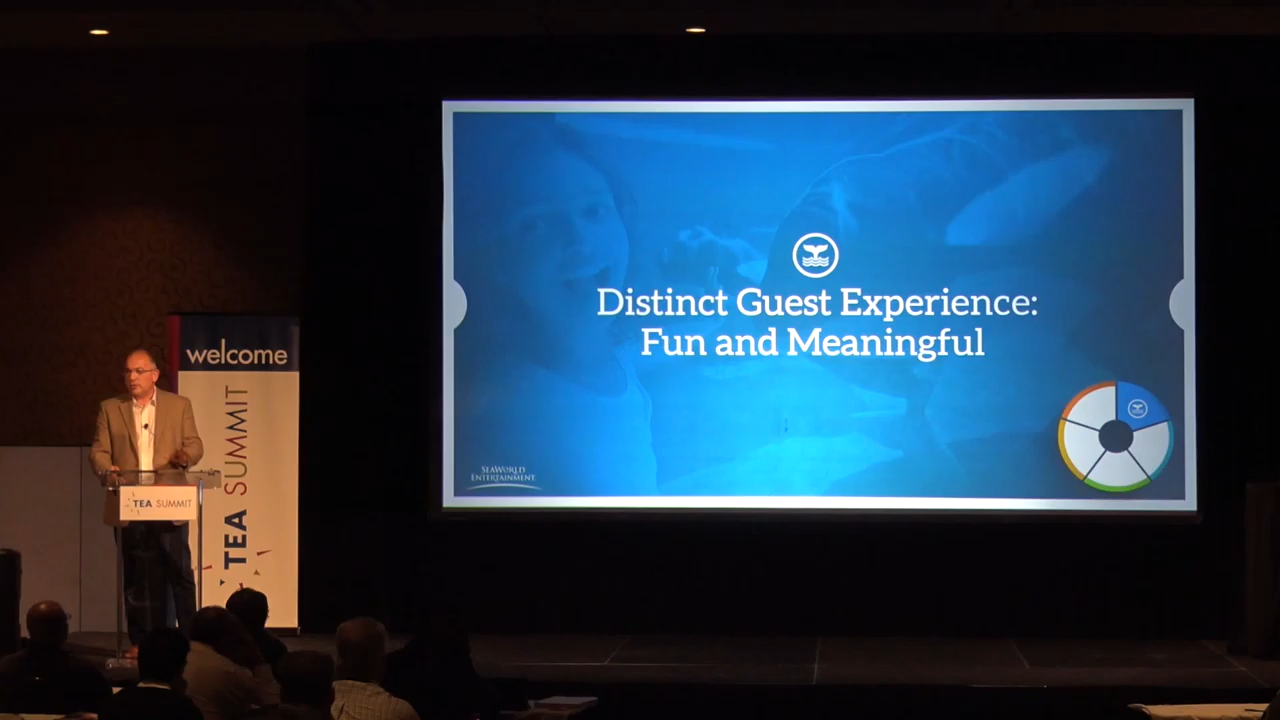 Distinct Guest Experience:
Fun and Meaningful
SEAWORLD
ENTERTAINMENT
welcome
TEA SUMMIT
TEA SUMMIT